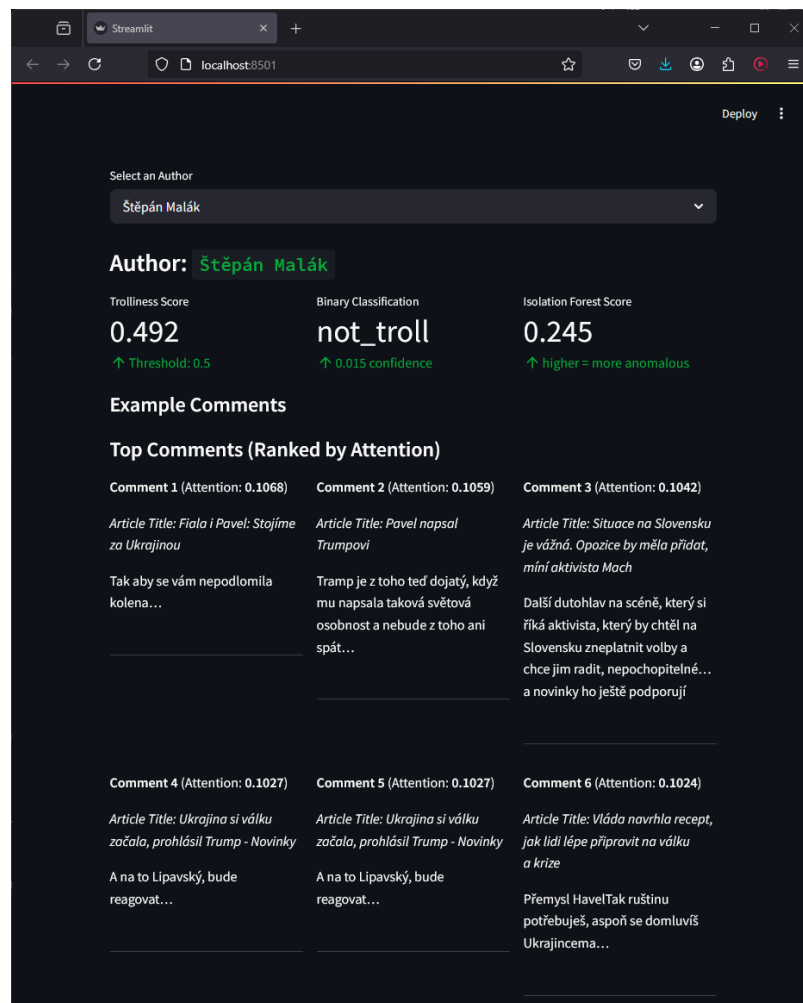 Streamlit
localhost:8501
Deploy
Select an Author
Štěpán Malák
Author: Štěpán Malák
Trolliness Score
0.492
↑ Threshold: 0.5
Binary Classification
not_troll
↑ 0.015 confidence
Isolation Forest Score
0.245
↑ higher = more anomalous
Example Comments
Top Comments (Ranked by Attention)
Comment 1 (Attention: 0.1068)
Article Title: Fiala i Pavel: Stojíme
za Ukrajinou
Tak aby se vám nepodlomila
kolena…
Comment 2 (Attention: 0.1059)
Article Title: Pavel napsal
Trumpovi
Tramp je z toho teď dojatý, když
mu napsala taková světová
osobnost a nebude z toho ani
spát…
Comment 3 (Attention: 0.1042)
Article Title: Situace na Slovensku
je vážná. Opozice by měla přidat,
míní aktivista Mach
Další dutohlav na scéně, který si
říká aktivista, který by chtěl na
Slovensku zneplatnit volby a
chce jim radit, nepochopitelné…
a novinky ho ještě podporují
Comment 4 (Attention: 0.1027)
Article Title: Ukrajina si válku
začala, prohlásil Trump - Novinky
A na to Lipavský, bude
reagovat…
Comment 5 (Attention: 0.1027)
Article Title: Ukrajina si válku
začala, prohlásil Trump - Novinky
A na to Lipavský, bude
reagovat…
Comment 6 (Attention: 0.1024)
Article Title: Vláda navrhla recept,
jak lidi lépe připravit na válku
a krize
Přemysl HavelTak ruštinu
potřebuješ, aspoň se domluvíš
Ukrajincema…